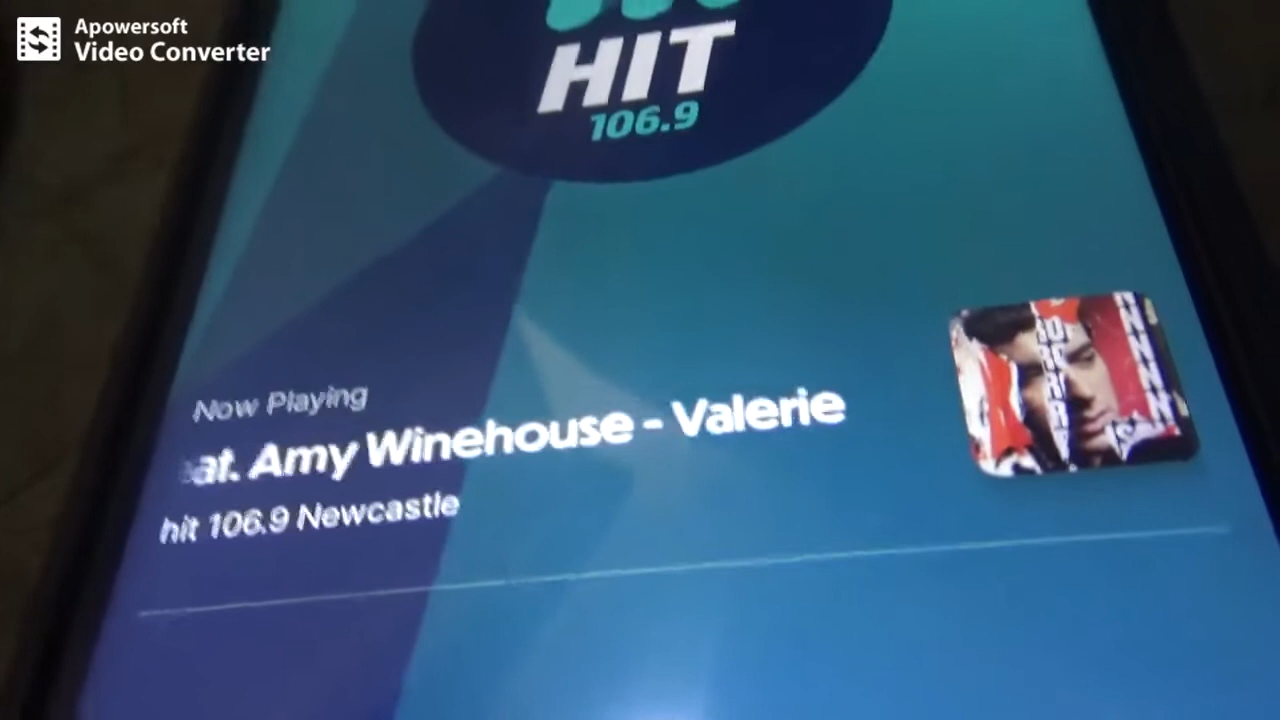 Apowersoft
Video Converter
HIT
106.9
Now Playing
at. Amy Winehouse - Valerie
hit 106.9 Newcastle